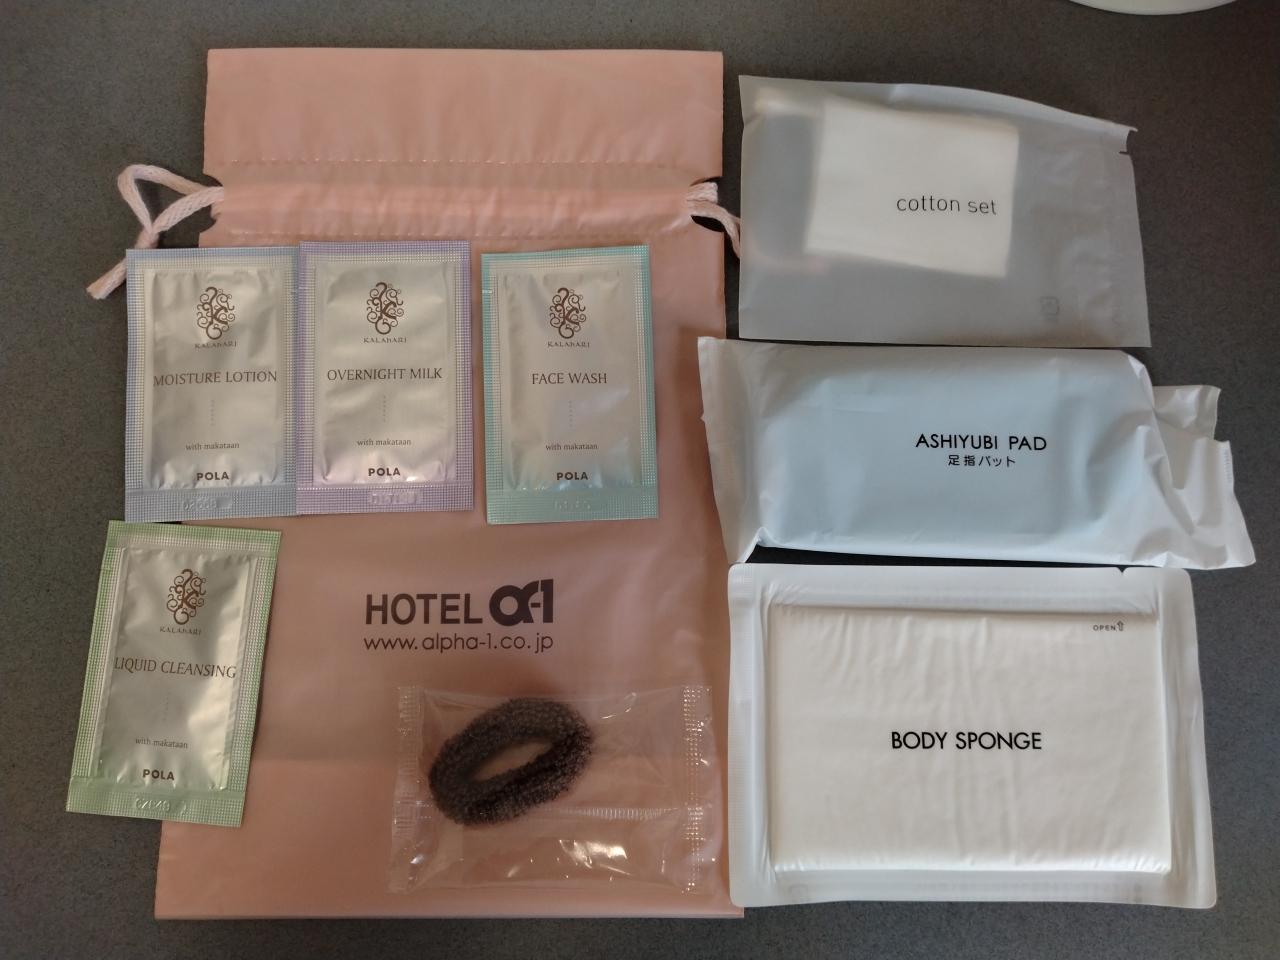 KALAHARI
MOISTURE LOTION
with makataan
POLA
KALAHARI
OVERNIGHT MILK
with makataan
POLA
KALAHARI
FACE WASH
with makataan
POLA
KALAHARI
LIQUID CLEANSING
with makataan
POLA
HOTEL α-1
www.alpha-1.co.jp
cotton set
ASHIYUBI PAD
足指パット
OPEN⇧
BODY SPONGE